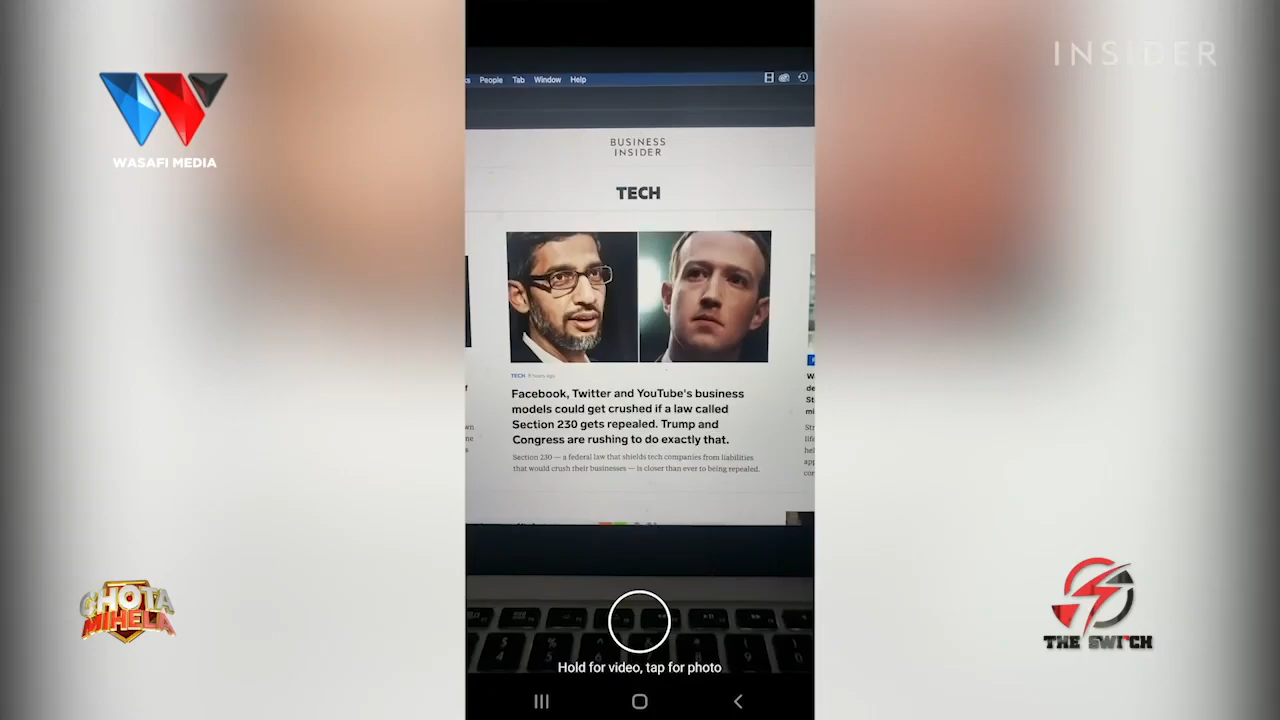 INSIDER
WASAFI MEDIA
People Tab Window Help
BUSINESS
INSIDER
TECH
TECH
Facebook, Twitter and YouTube's business
models could get crushed if a law called
Section 230 gets repealed. Trump and
Congress are rushing to do exactly that.
Section 230 — a federal law that shields tech companies from liabilities
that would crush their businesses — is closer than ever to being repealed.
Hold for video, tap for photo
GHOTA
MIHELA
THE SWITCH